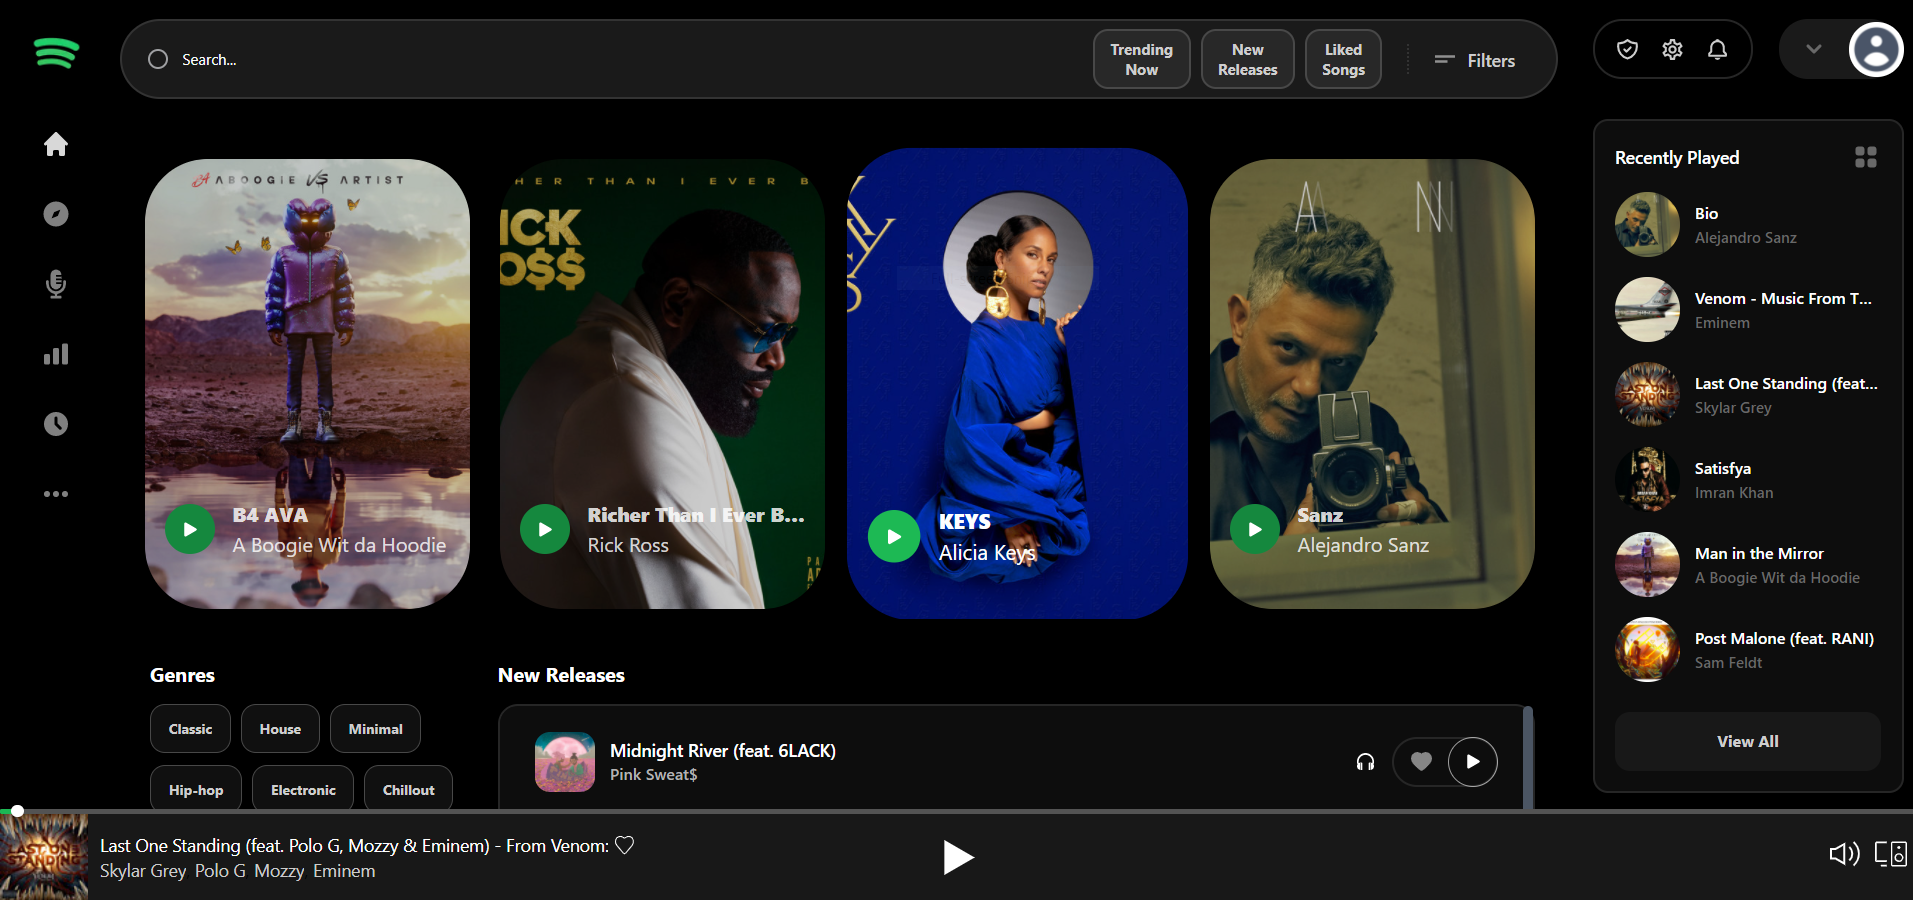 Search...
Trending
Now
New
Releases
Liked
Songs
Filters
A BOOGIE VS ARTIST
HER THAN I EVER B
ICK
O$$
B4 AVA
A Boogie Wit da Hoodie
Richer Than I Ever B...
Rick Ross
KEYS
Alicia Keys
Sanz
Alejandro Sanz
Recently Played
Bio
Alejandro Sanz
Venom - Music From T...
Eminem
Last One Standing (feat...
Skylar Grey
Satisfya
Imran Khan
Man in the Mirror
A Boogie Wit da Hoodie
Post Malone (feat. RANI)
Sam Feldt
View All
Genres
Classic
House
Minimal
Hip-hop
Electronic
Chillout
New Releases
Midnight River (feat. 6LACK)
Pink Sweat$
LAST ONE
STANDING
Last One Standing (feat. Polo G, Mozzy & Eminem) - From Venom:
Skylar Grey Polo G Mozzy Eminem